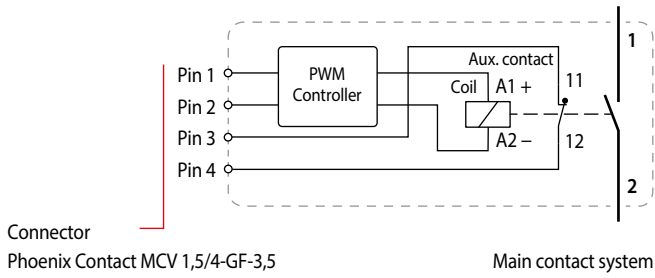 1
Aux. contact
Pin 1
PWM
Controller
Coil
A1 +
11
Pin 2
Pin 3
A2 –
12
Pin 4
2
Connector
Phoenix Contact MCV 1,5/4-GF-3,5
Main contact system